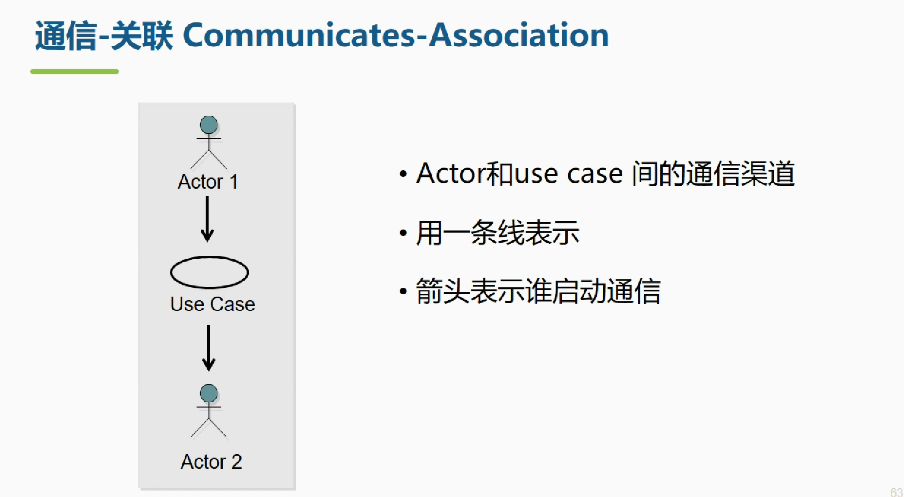 通信-关联 Communicates-Association
Actor 1
Use Case
Actor 2
• Actor和use case 间的通信渠道
• 用一条线表示
• 箭头表示谁启动通信
63